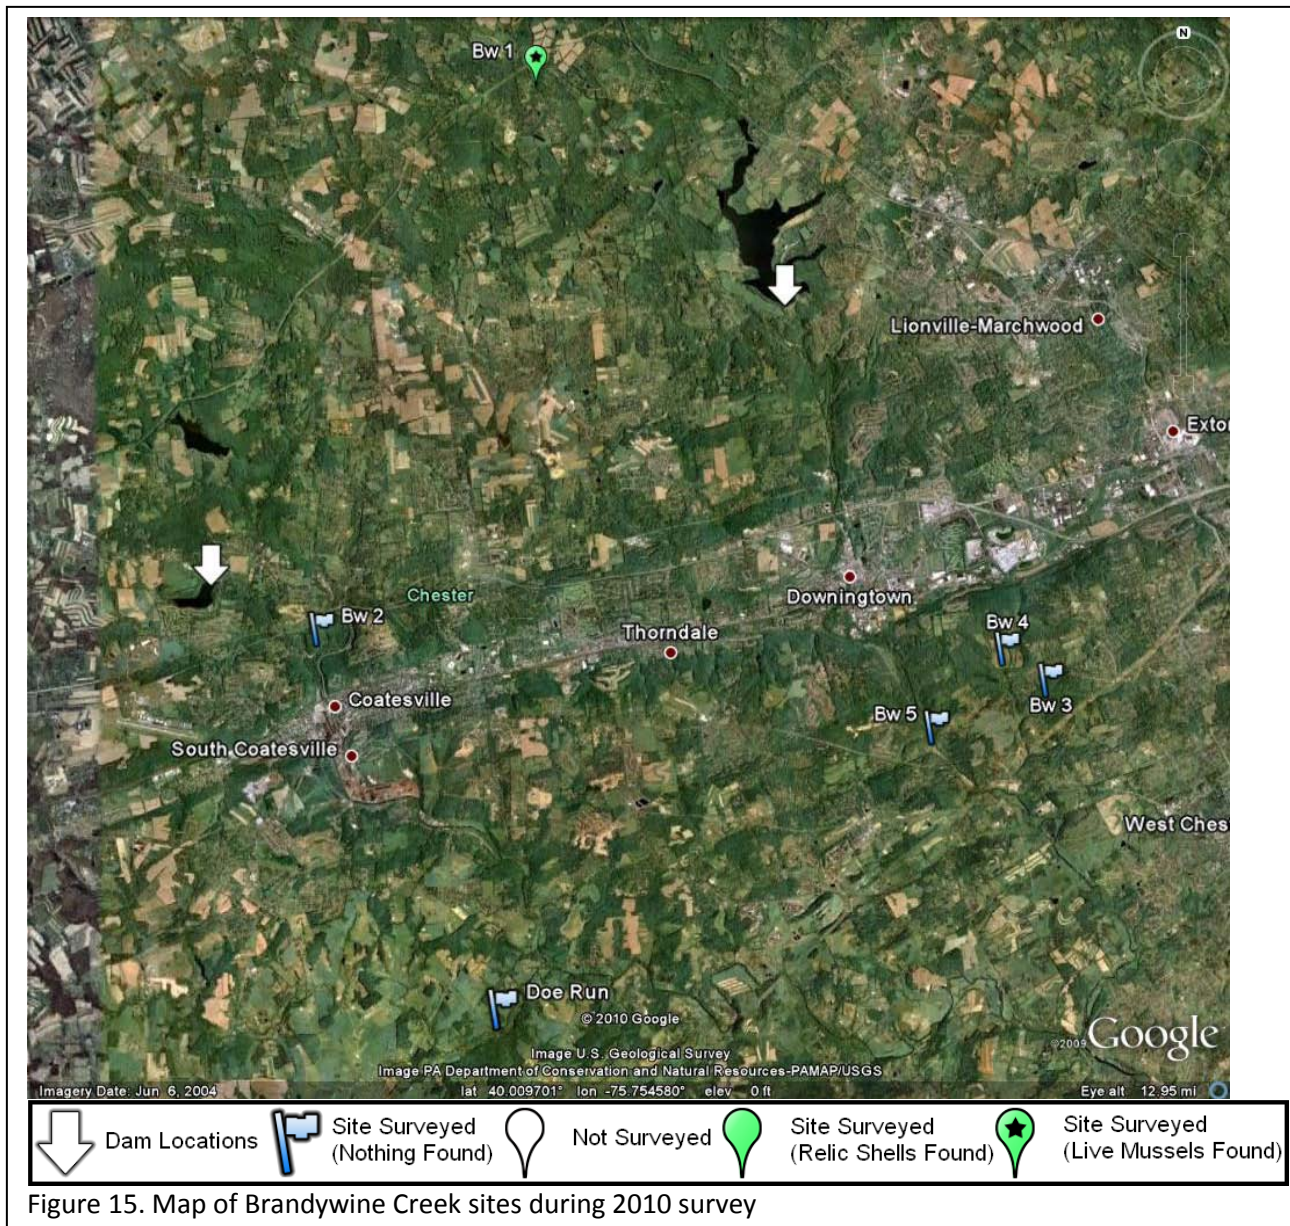 Bw 1
N
Lionville-Marchwood
Exto
Chester
Bw 2
Downingtown
Thorndale
Bw 4
Coatesville
Bw 3
Bw 5
South Coatesville
West Ches
Doe Run
© 2010 Google
©2009 Google
Image U.S. Geological Survey
Image PA Department of Conservation and Natural Resources-PAMAP/USGS
Imagery Date: Jun 6, 2004 lat 40.009701° lon -75.754580° elev 0 ft Eye alt 12.95 mi
Dam Locations
Site Surveyed
(Nothing Found)
Not Surveyed
Site Surveyed
(Relic Shells Found)
Site Surveyed
(Live Mussels Found)
Figure 15. Map of Brandywine Creek sites during 2010 survey